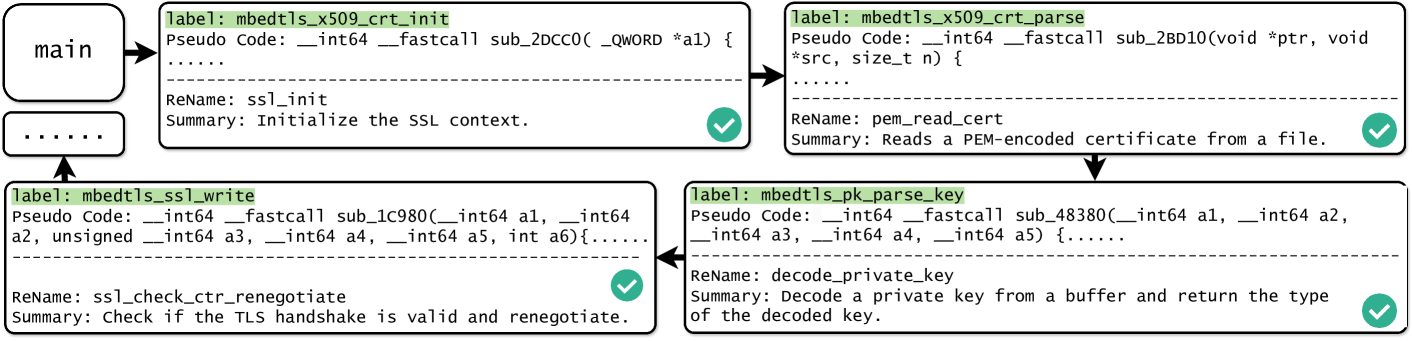 main
label: mbedtls_x509_crt_init
Pseudo Code: __int64 __fastcall sub_2DCC0( _QWORD *a1) {
......
ReName: ssl_init
Summary: Initialize the SSL context.
label: mbedtls_x509_crt_parse
Pseudo Code: __int64 __fastcall sub_2BD10(void *ptr, void
*src, size_t n) {
......
ReName: pem_read_cert
Summary: Reads a PEM-encoded certificate from a file.
label: mbedtls_pk_parse_key
Pseudo Code: __int64 __fastcall sub_48380(__int64 a1, __int64 a2,
__int64 a3, __int64 a4, __int64 a5) {......
ReName: decode_private_key
Summary: Decode a private key from a buffer and return the type
of the decoded key.
label: mbedtls_ssl_write
Pseudo Code: __int64 __fastcall sub_1C980(__int64 a1, __int64
a2, unsigned __int64 a3, __int64 a4, __int64 a5, int a6){......
ReName: ssl_check_ctr_renegotiate
Summary: Check if the TLS handshake is valid and renegotiate.
......